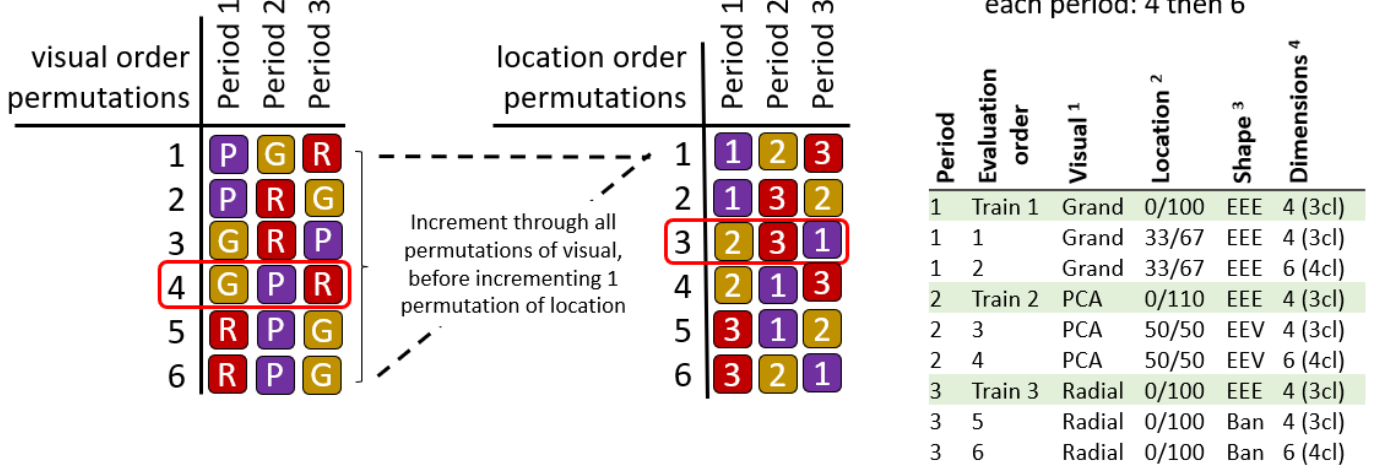 each period: 4 then 6
visual order
permutations
Period 1
Period 2
Period 3
1 P G R
2 P R G
3 G R P
4 G P R
5 R P G
6 R P G
Increment through all
permutations of visual,
before incrementing 1
permutation of location
location order
permutations
Period 1
Period 2
Period 3
1 1 2 3
2 1 3 2
3 2 3 1
4 2 1 3
5 3 1 2
6 3 2 1
Period
Evaluation
order
Visual 1
Location 2
Shape 3
Dimensions 4
1 Train 1 Grand 0/100 EEE 4 (3cl)
1 1 Grand 33/67 EEE 4 (3cl)
1 2 Grand 33/67 EEE 6 (4cl)
2 Train 2 PCA 0/110 EEE 4 (3cl)
2 3 PCA 50/50 EEV 4 (3cl)
2 4 PCA 50/50 EEV 6 (4cl)
3 Train 3 Radial 0/100 EEE 4 (3cl)
3 5 Radial 0/100 Ban 4 (3cl)
3 6 Radial 0/100 Ban 6 (4cl)